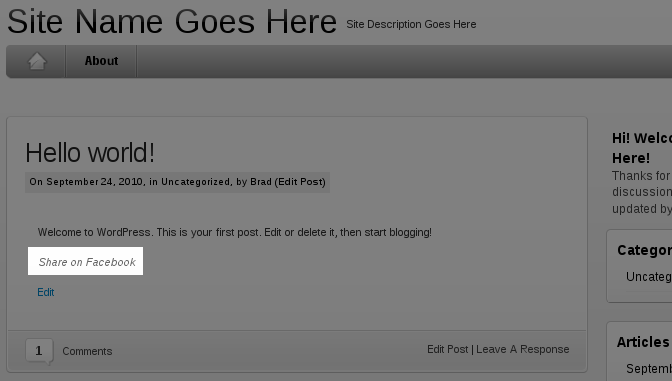 Site Name Goes Here Site Description Goes Here
About
Hello world!
On September 24, 2010, in Uncategorized, by Brad (Edit Post)
Welcome to WordPress. This is your first post. Edit or delete it, then start blogging!
Share on Facebook
Edit
1 Comments
Edit Post | Leave A Response
Hi! Welco
Here!
Thanks for
discussion
updated by
Categor
Uncateg
Articles
Septem